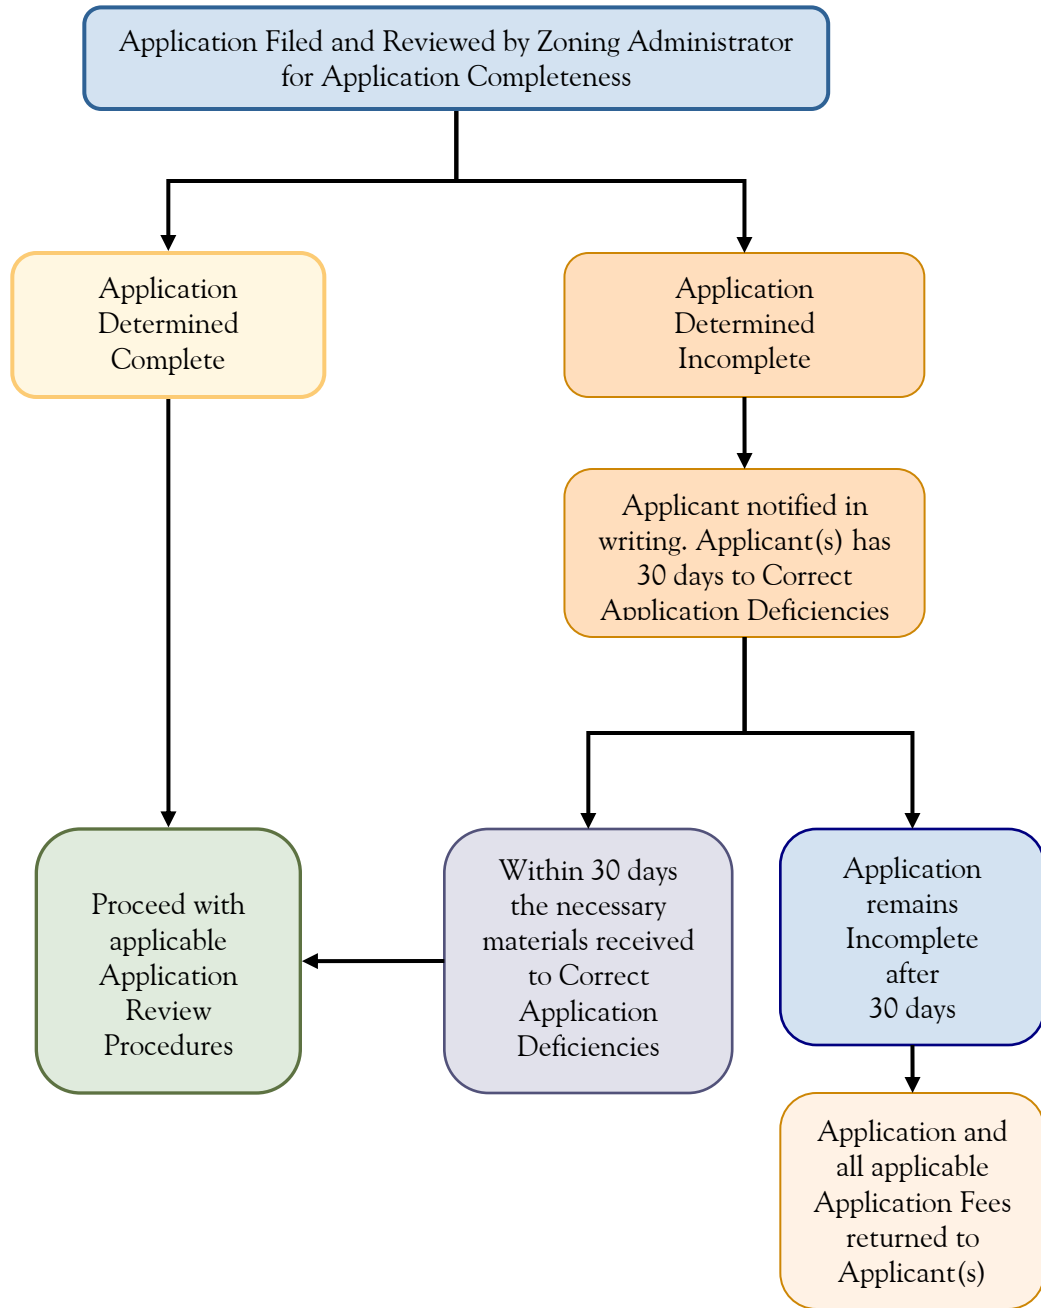 Application Filed and Reviewed by Zoning Administrator
for Application Completeness
Application
Determined
Complete
Application
Determined
Incomplete
Applicant notified in
writing. Applicant(s) has
30 days to Correct
Application Deficiencies
Proceed with
applicable
Application
Review
Procedures
Within 30 days
the necessary
materials received
to Correct
Application
Deficiencies
Application
remains
Incomplete
after
30 days
Application and
all applicable
Application Fees
returned to
Applicant(s)